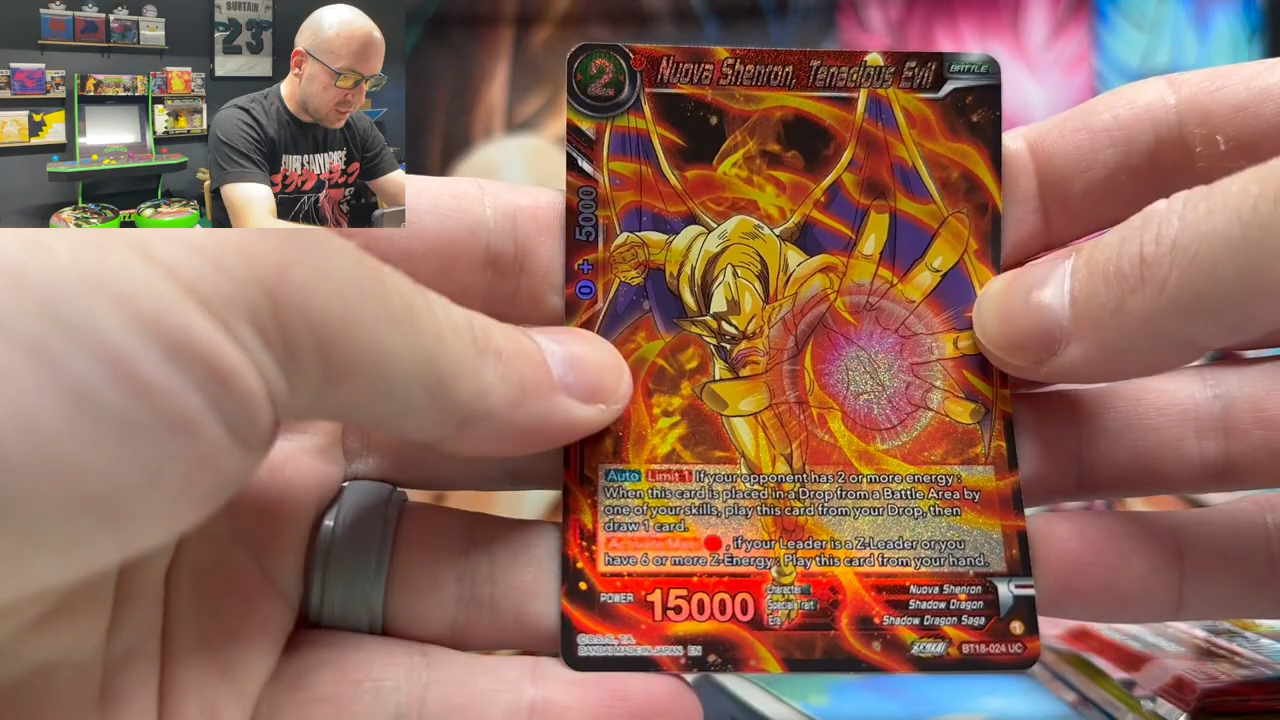 SURTAIN
23
2
Nuova Shenron, Tenacious Evil
BATTLE
0 + 5000
Auto Limit 1 If your opponent has 2 or more energy :
When this card is placed in a Drop from a Battle Area by
one of your skills, play this card from your Drop, then
draw 1 card.
, if your Leader is a Z-Leader or you
have 6 or more Z-Energy : Play this card from your hand.
POWER 15000
Character Nuova Shenron
Special Trait Shadow Dragon
Era Shadow Dragon Saga
BANDAI MADE IN JAPAN EN
ZENKAI BT18-024 UC